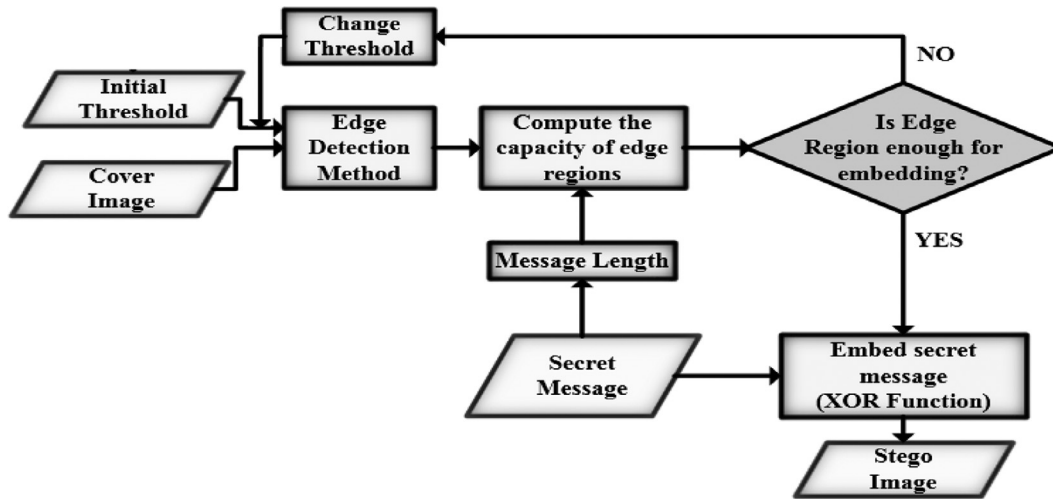 Change
Threshold
NO
Initial
Threshold
Edge
Detection
Method
Compute the
capacity of edge
regions
Is Edge
Region enough for
embedding?
Cover
Image
YES
Message Length
Secret
Message
Embed secret
message
(XOR Function)
Stego
Image